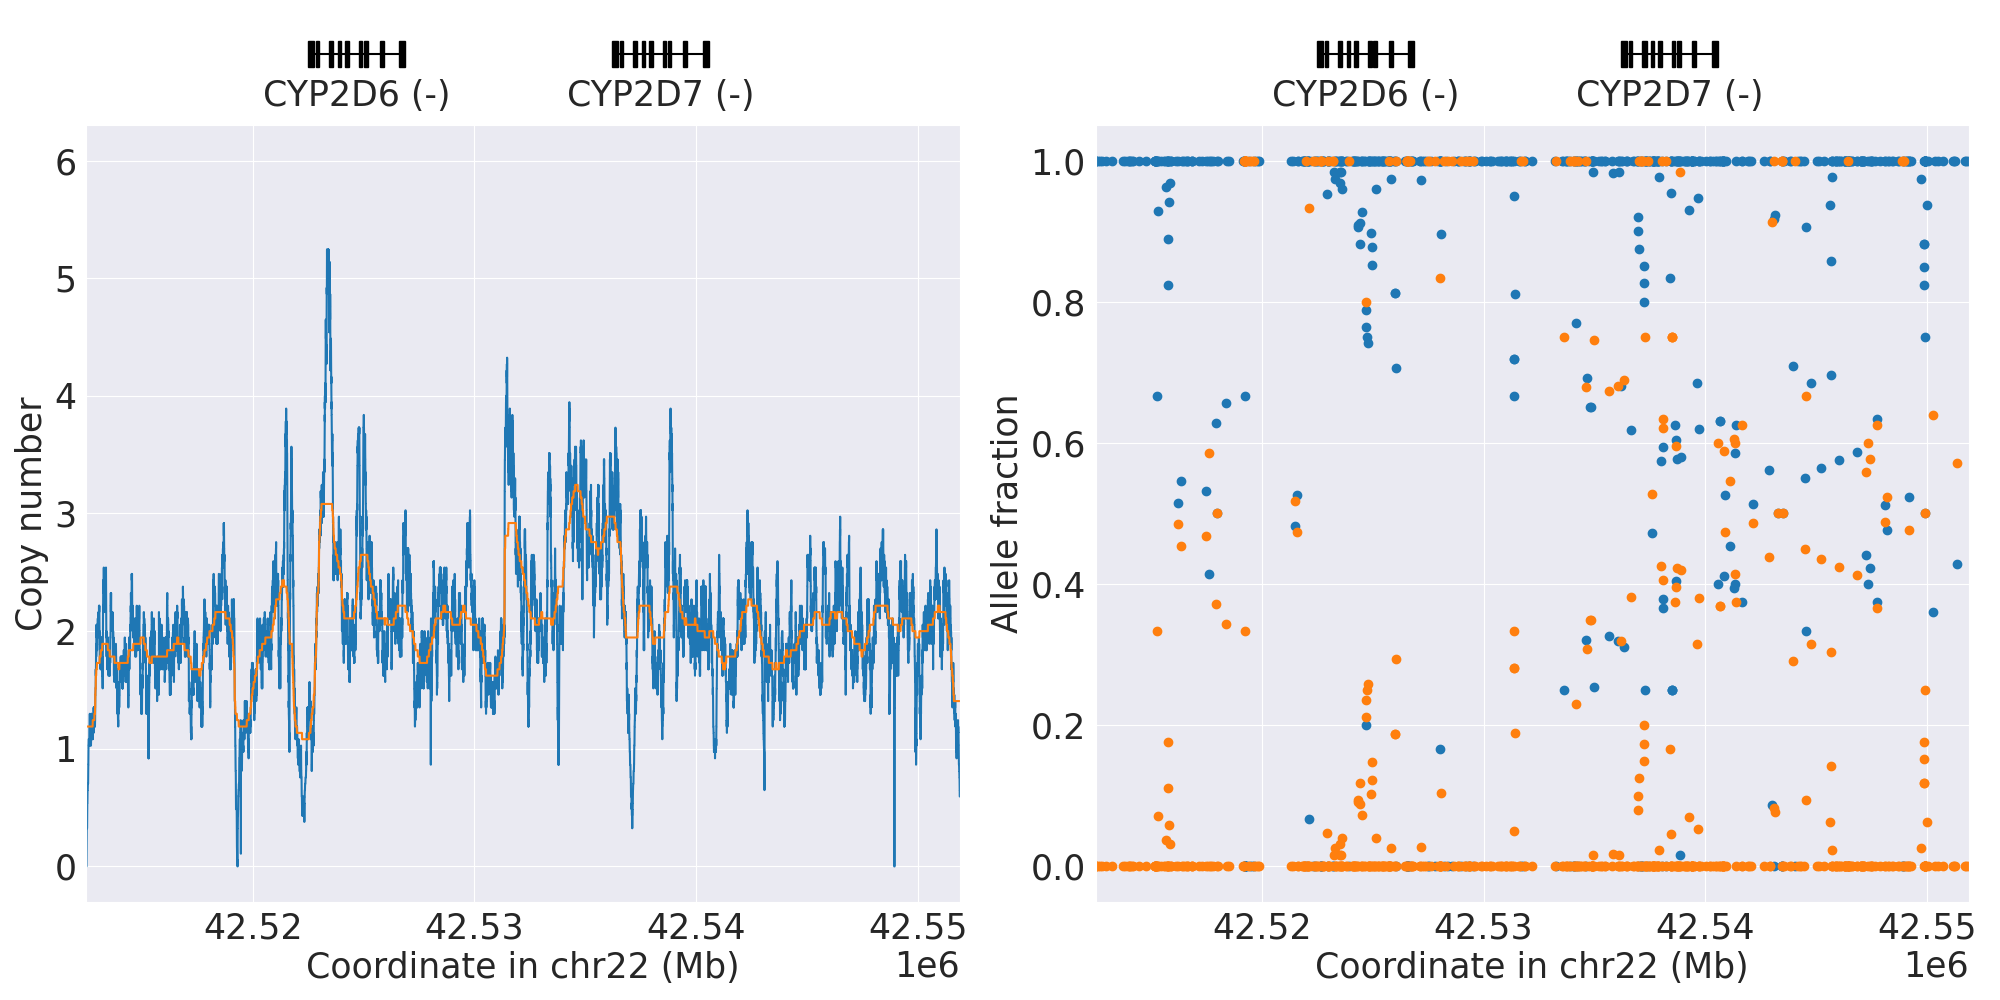 CYP2D6 (-) CYP2D7 (-)
6
5
4
3
2
1
0
Copy number
42.52 42.53 42.54 42.55
Coordinate in chr22 (Mb) 1e6
CYP2D6 (-) CYP2D7 (-)
1.0
0.8
0.6
0.4
0.2
0.0
Allele fraction
42.52 42.53 42.54 42.55
Coordinate in chr22 (Mb) 1e6